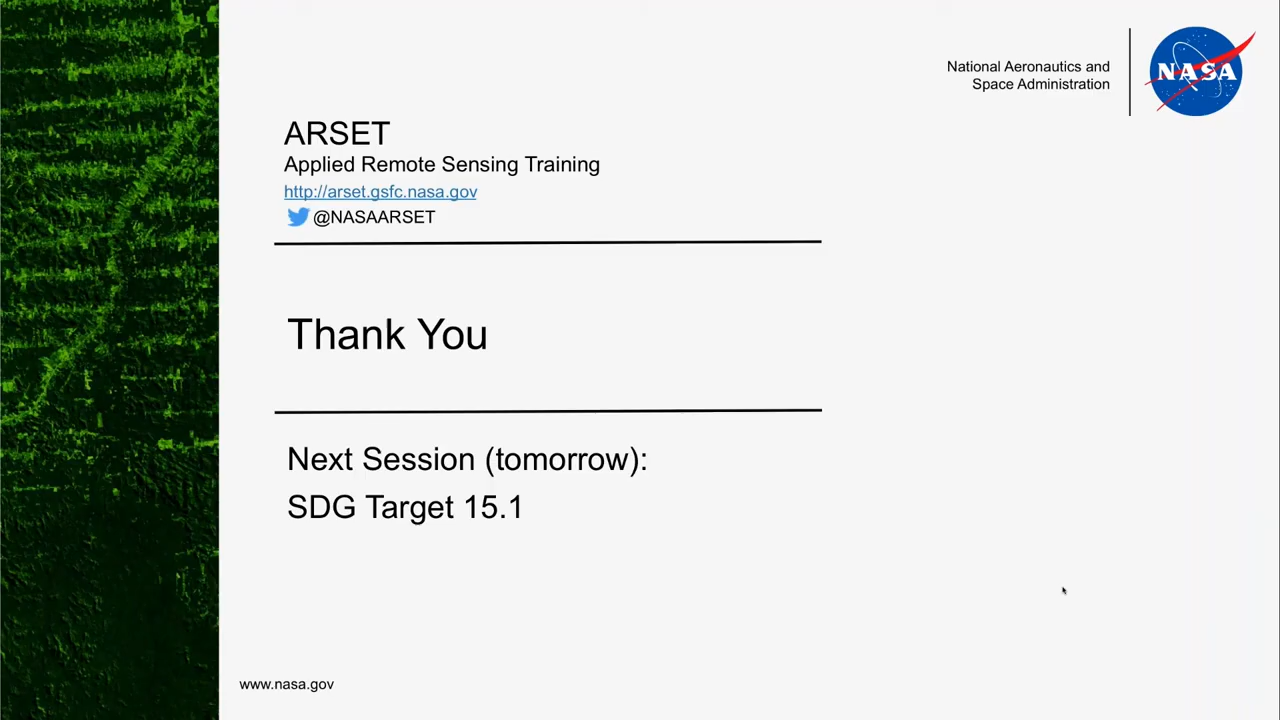 National Aeronautics and
Space Administration
NASA
ARSET
Applied Remote Sensing Training
http://arset.gsfc.nasa.gov
@NASAARSET
Thank You
Next Session (tomorrow):
SDG Target 15.1
www.nasa.gov